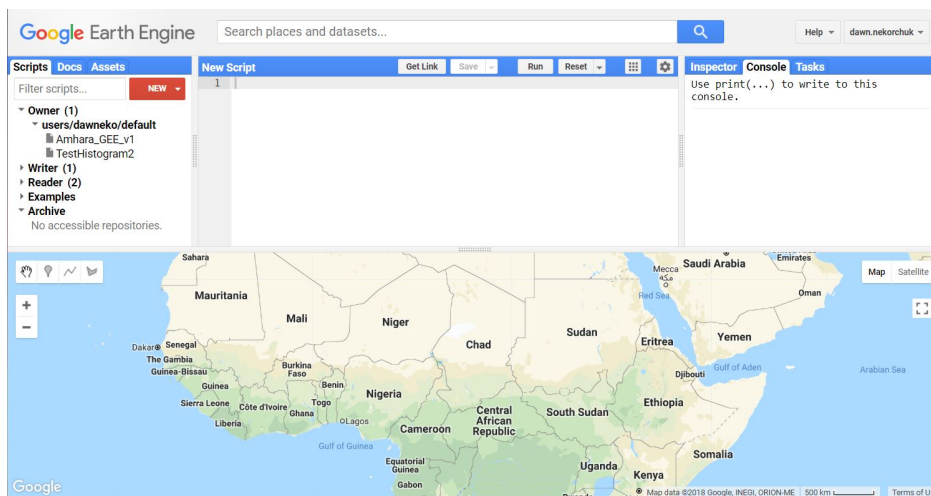 Google Earth Engine
Search places and datasets...
Help
dawn.nekorchuk
Scripts Docs Assets
Filter scripts...
NEW
Owner (1)
users/dawneko/default
Amhara_GEE_v1
TestHistogram2
Writer (1)
Reader (2)
Examples
Archive
No accessible repositories.
New Script
Get Link
Save
Run
Reset
1
Inspector Console Tasks
Use print(...) to write to this
console.
Sahara
Mauritania
Mali
Niger
Chad
Sudan
Eritrea
Mecca
مكة
Saudi Arabia
Emirates
Oman
Red Sea
Yemen
Map
Satellite
Dakar
Senegal
The Gambia
Guinea-Bissau
Guinea
Sierra Leone
Liberia
Côte d'Ivoire
Burkina
Faso
Ghana
Togo
Benin
Nigeria
Lagos
Cameroon
Central
African
Republic
South Sudan
Ethiopia
Djibouti
Gulf of Aden
Arabian Sea
Somalia
Gulf of Guinea
Equatorial
Guinea
Gabon
Uganda
Kenya
Google
Map data ©2018 Google, INEGI, ORION-ME
500 km
Terms of U